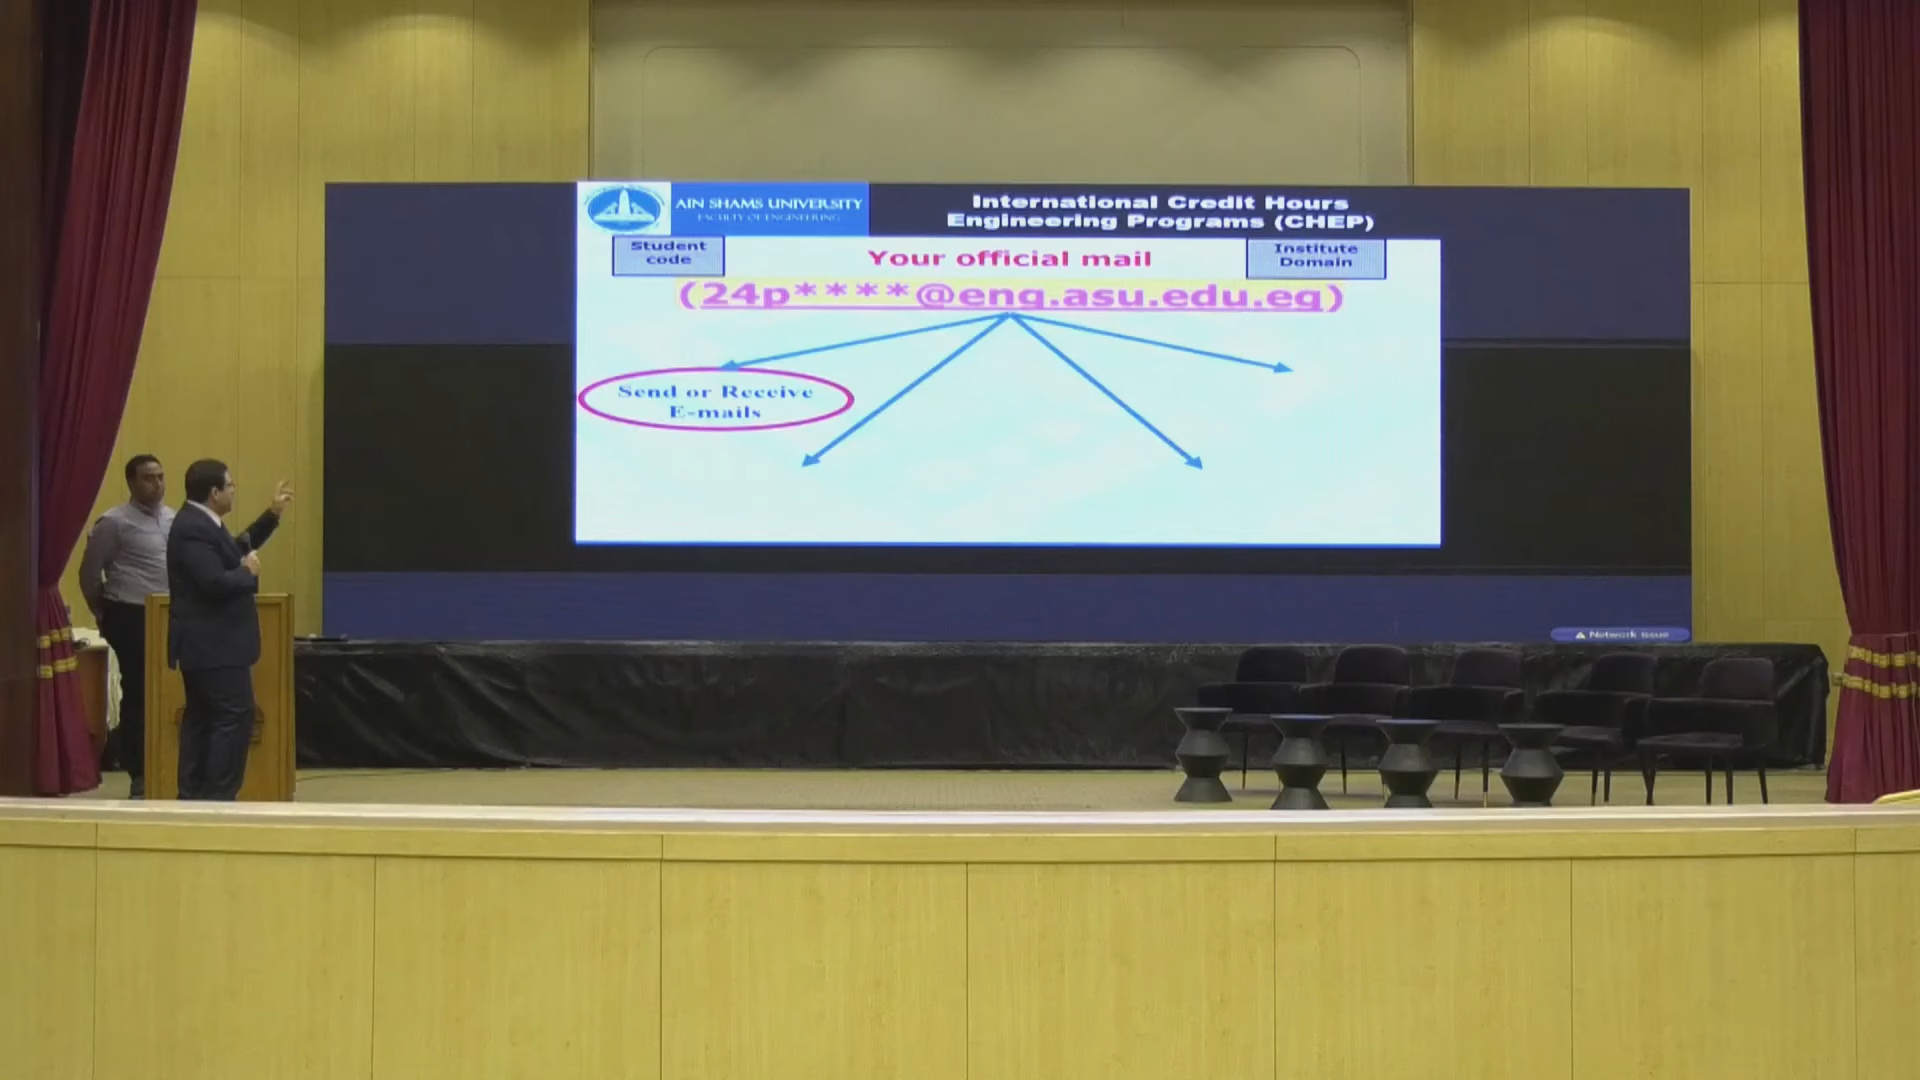 AIN SHAMS UNIVERSITY
FACULTY OF ENGINEERING
International Credit Hours
Engineering Programs (CHEP)
Student
code
Your official mail
Institute
Domain
(24p****@eng.asu.edu.eg)
Send or Receive
E-mails
Network issue